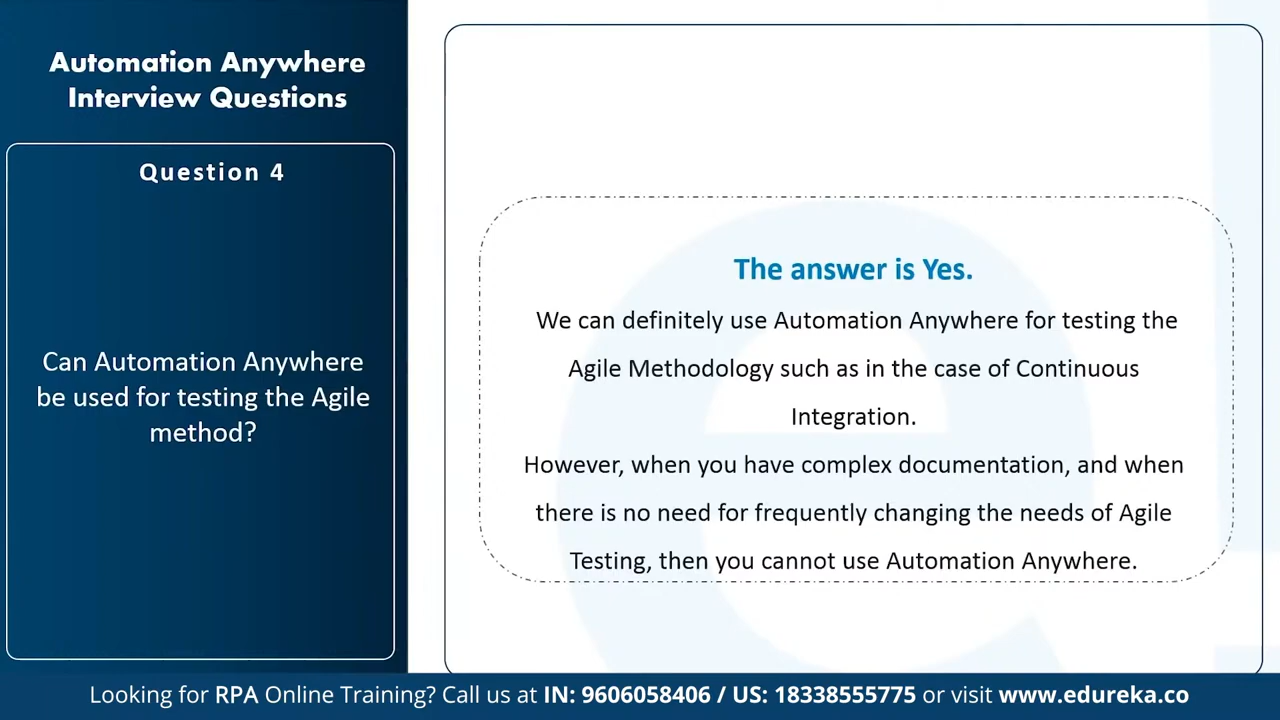 Automation Anywhere
Interview Questions
Question 4
Can Automation Anywhere
be used for testing the Agile
method?
The answer is Yes.
We can definitely use Automation Anywhere for testing the
Agile Methodology such as in the case of Continuous
Integration.
However, when you have complex documentation, and when
there is no need for frequently changing the needs of Agile
Testing, then you cannot use Automation Anywhere.
Looking for RPA Online Training? Call us at IN: 9606058406 / US: 18338555775 or visit www.edureka.co